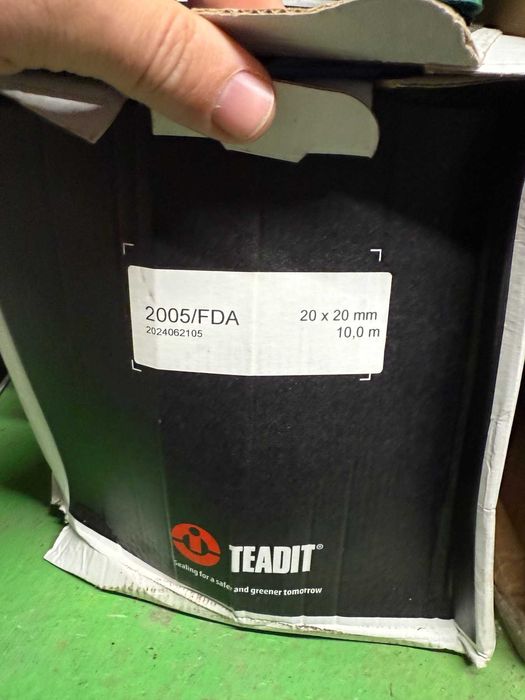 2005/FDA
2024062105
20 x 20 mm
10,0 m
TEADIT®
Sealing for a safer and greener tomorrow